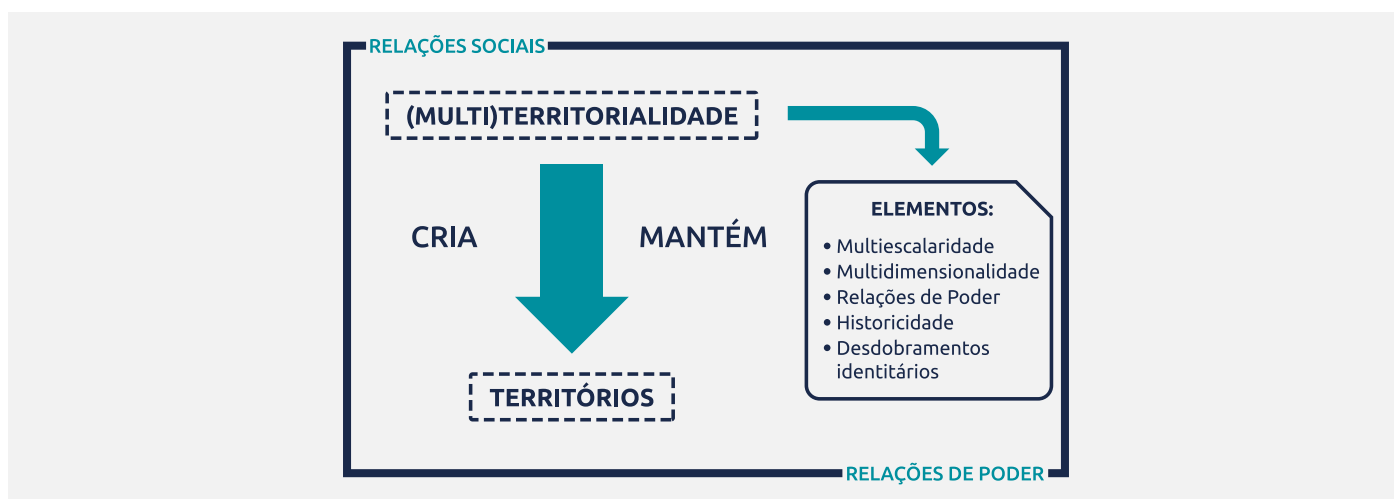 RELAÇÕES SOCIAIS
(MULTI)TERRITORIALIDADE
CRIA
MANTÉM
TERRITÓRIOS
ELEMENTOS:
• Multiescalaridade
• Multidimensionalidade
• Relações de Poder
• Historicidade
• Desdobramentos
identitários
RELAÇÕES DE PODER